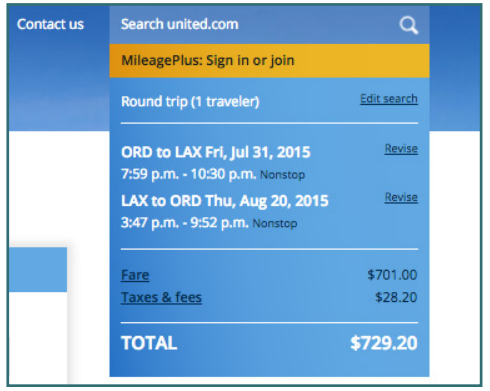 Contact us
Search united.com
MileagePlus: Sign in or join
Round trip (1 traveler) Edit search
ORD to LAX Fri, Jul 31, 2015 Revise
7:59 p.m. - 10:30 p.m. Nonstop
LAX to ORD Thu, Aug 20, 2015 Revise
3:47 p.m. - 9:52 p.m. Nonstop
Fare $701.00
Taxes & fees $28.20
TOTAL $729.20